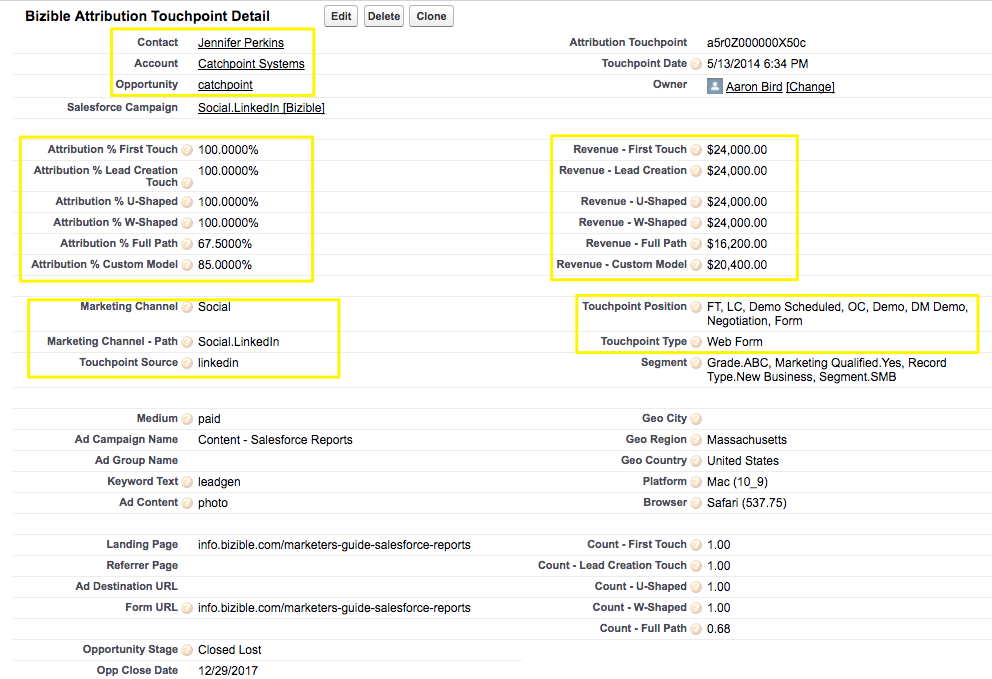 Bizible Attribution Touchpoint Detail Edit Delete Clone
Contact Jennifer Perkins Attribution Touchpoint a5r0Z000000X50c
Account Catchpoint Systems Touchpoint Date ? 5/13/2014 6:34 PM
Opportunity catchpoint Owner Aaron Bird [Change]
Salesforce Campaign Social.LinkedIn [Bizible]
Attribution % First Touch ? 100.0000% Revenue - First Touch ? $24,000.00
Attribution % Lead Creation 100.0000% Revenue - Lead Creation ? $24,000.00
Touch ?
Attribution % U-Shaped ? 100.0000% Revenue - U-Shaped ? $24,000.00
Attribution % W-Shaped ? 100.0000% Revenue - W-Shaped ? $24,000.00
Attribution % Full Path ? 67.5000% Revenue - Full Path ? $16,200.00
Attribution % Custom Model ? 85.0000% Revenue - Custom Model ? $20,400.00
Marketing Channel ? Social Touchpoint Position ? FT, LC, Demo Scheduled, OC, Demo, DM Demo,
Negotiation, Form
Marketing Channel - Path ? Social.LinkedIn Touchpoint Type ? Web Form
Touchpoint Source ? linkedin Segment ? Grade.ABC, Marketing Qualified.Yes, Record
Type.New Business, Segment.SMB
Medium ? paid Geo City ?
Ad Campaign Name Content - Salesforce Reports Geo Region ? Massachusetts
Ad Group Name Geo Country ? United States
Keyword Text ? leadgen Platform ? Mac (10_9)
Ad Content ? photo Browser ? Safari (537.75)
Landing Page info.bizible.com/marketers-guide-salesforce-reports Count - First Touch ? 1.00
Referrer Page Count - Lead Creation Touch ? 1.00
Ad Destination URL Count - U-Shaped ? 1.00
Form URL ? info.bizible.com/marketers-guide-salesforce-reports Count - W-Shaped ? 1.00
Count - Full Path ? 0.68
Opportunity Stage ? Closed Lost
Opp Close Date 12/29/2017